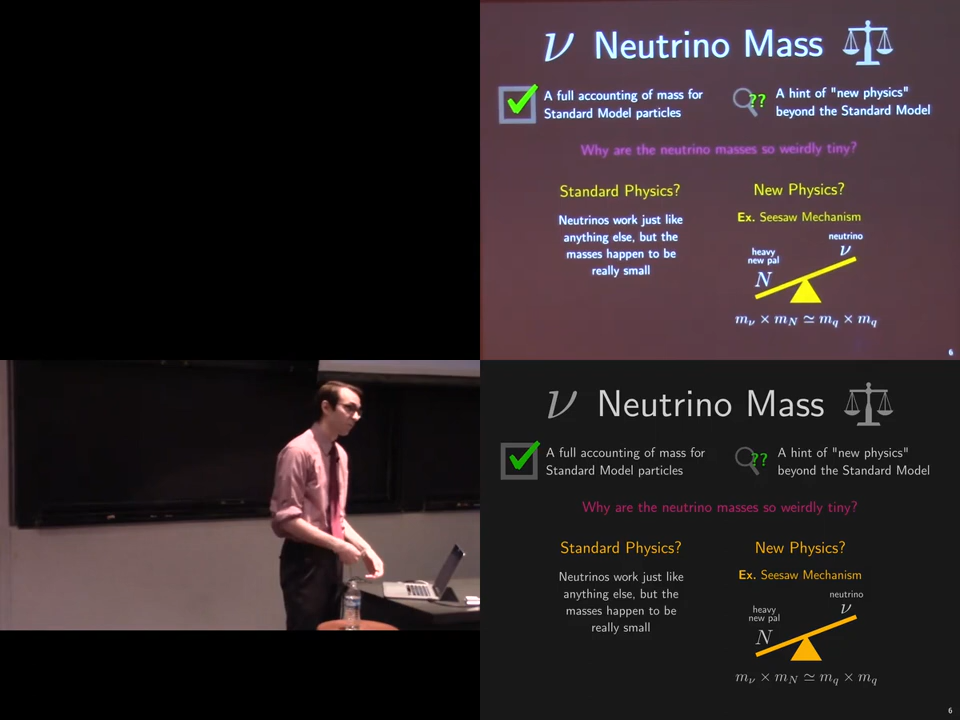 ν Neutrino Mass
A full accounting of mass for
Standard Model particles
?? A hint of "new physics"
beyond the Standard Model
Why are the neutrino masses so weirdly tiny?
Standard Physics?
Neutrinos work just like
anything else, but the
masses happen to be
really small
New Physics?
Ex. Seesaw Mechanism
neutrino
ν
heavy
new pal
N
mν × mN ≃ mq × mq
6
ν Neutrino Mass
A full accounting of mass for
Standard Model particles
?? A hint of "new physics"
beyond the Standard Model
Why are the neutrino masses so weirdly tiny?
Standard Physics?
Neutrinos work just like
anything else, but the
masses happen to be
really small
New Physics?
Ex. Seesaw Mechanism
neutrino
ν
heavy
new pal
N
mν × mN ≃ mq × mq
6